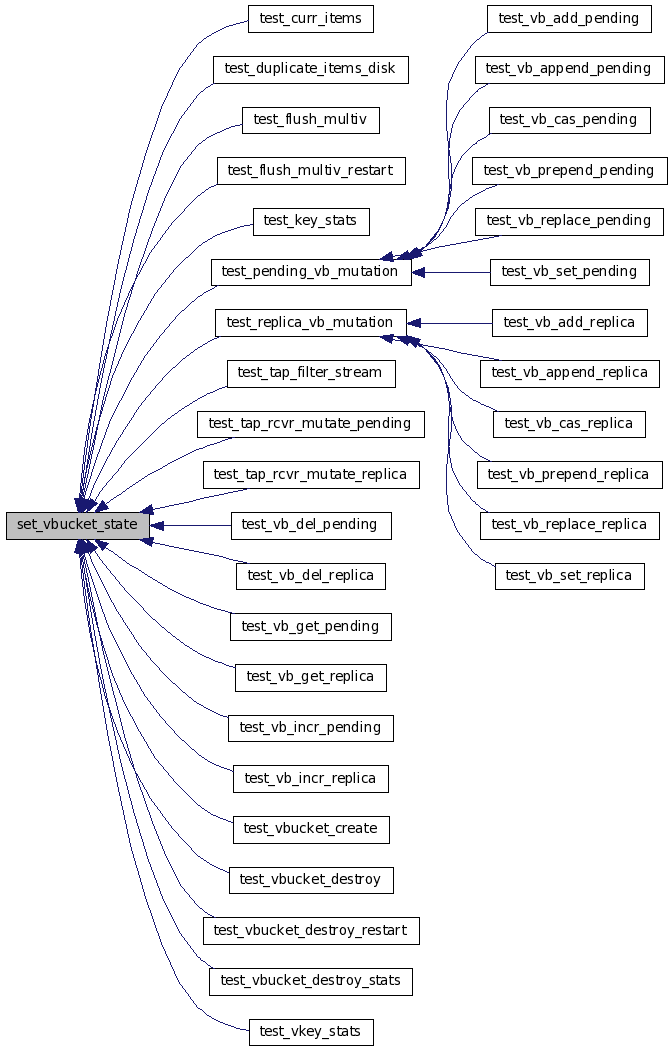 test_curr_items
test_vb_add_pending
test_duplicate_items_disk
test_vb_append_pending
test_flush_multiv
test_vb_cas_pending
test_flush_multiv_restart
test_vb_prepend_pending
test_key_stats
test_vb_replace_pending
test_pending_vb_mutation
test_vb_set_pending
test_replica_vb_mutation
test_vb_add_replica
test_tap_filter_stream
test_vb_append_replica
test_tap_rcvr_mutate_pending
test_vb_cas_replica
test_tap_rcvr_mutate_replica
test_vb_prepend_replica
set_vbucket_state
test_vb_del_pending
test_vb_replace_replica
test_vb_del_replica
test_vb_set_replica
test_vb_get_pending
test_vb_get_replica
test_vb_incr_pending
test_vb_incr_replica
test_vbucket_create
test_vbucket_destroy
test_vbucket_destroy_restart
test_vbucket_destroy_stats
test_vkey_stats